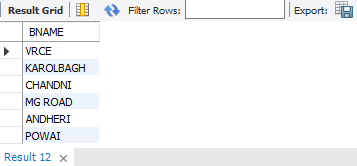 Result Grid Filter Rows: Export:
BNAME
VRCE
KAROLBAGH
CHANDNI
MG ROAD
ANDHERI
POWAI
Result 12 ×